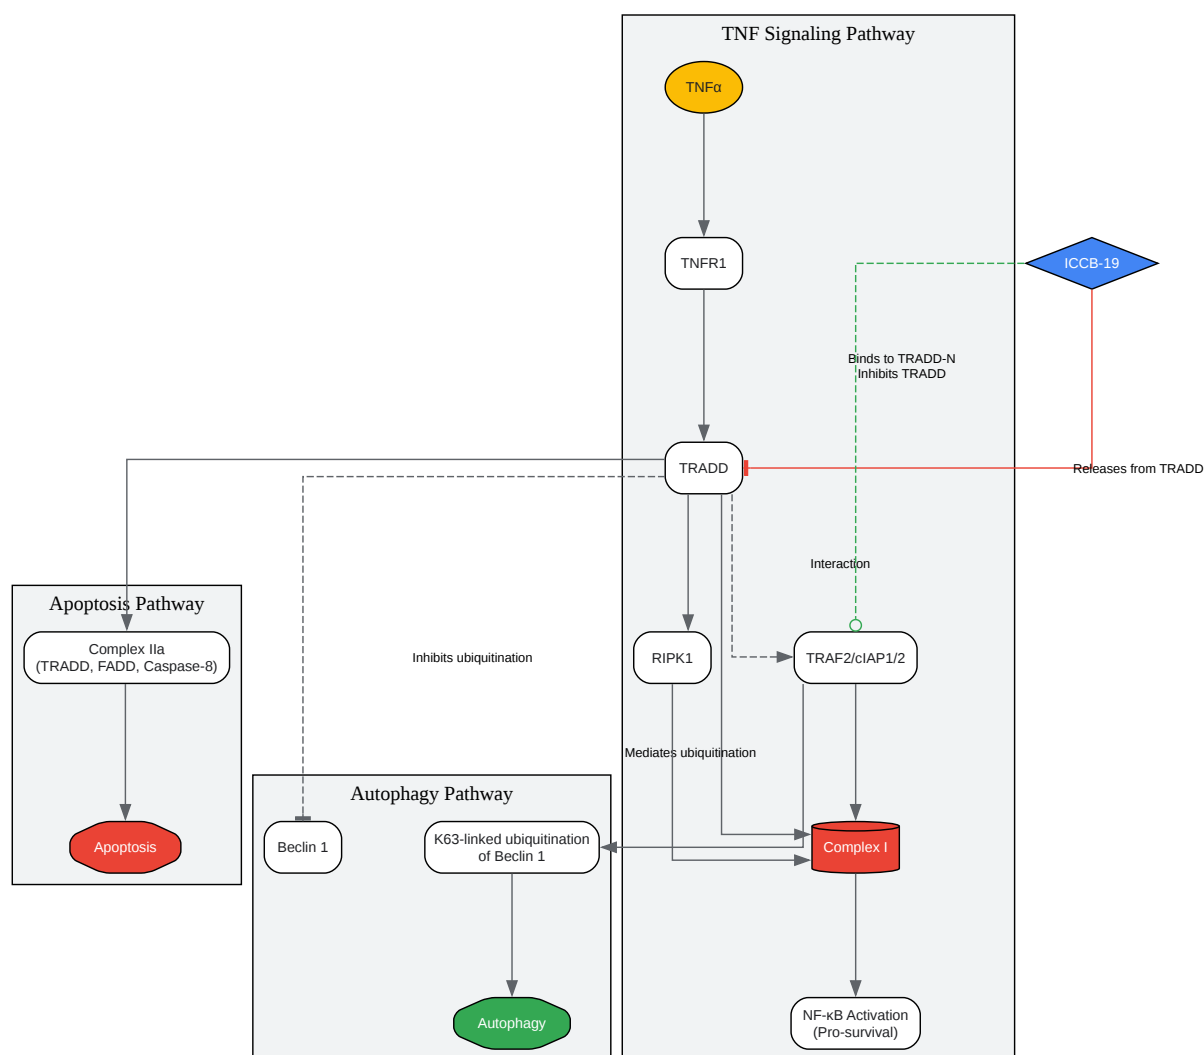 TNF Signaling Pathway
TNFα
TNFR1
ICCB-19
Binds to TRADD-N
Inhibits TRADD
TRADD
Releases from TRADD
Interaction
Apoptosis Pathway
Complex IIa
(TRADD, FADD, Caspase-8)
Inhibits ubiquitination
RIPK1
TRAF2/cIAP1/2
Mediates ubiquitination
Autophagy Pathway
Apoptosis
Beclin 1
K63-linked ubiquitination
of Beclin 1
Complex I
Autophagy
NF-κB Activation
(Pro-survival)